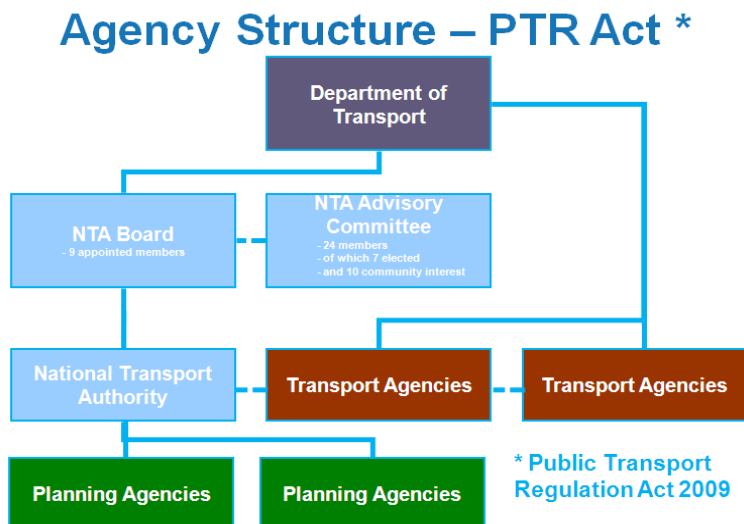 Agency Structure – PTR Act *
Department of
Transport
NTA Board
- 9 appointed members
NTA Advisory
Committee
- 24 members
- of which 7 elected
- and 10 community interest
National Transport
Authority
Transport Agencies
Transport Agencies
Planning Agencies
Planning Agencies
* Public Transport
Regulation Act 2009